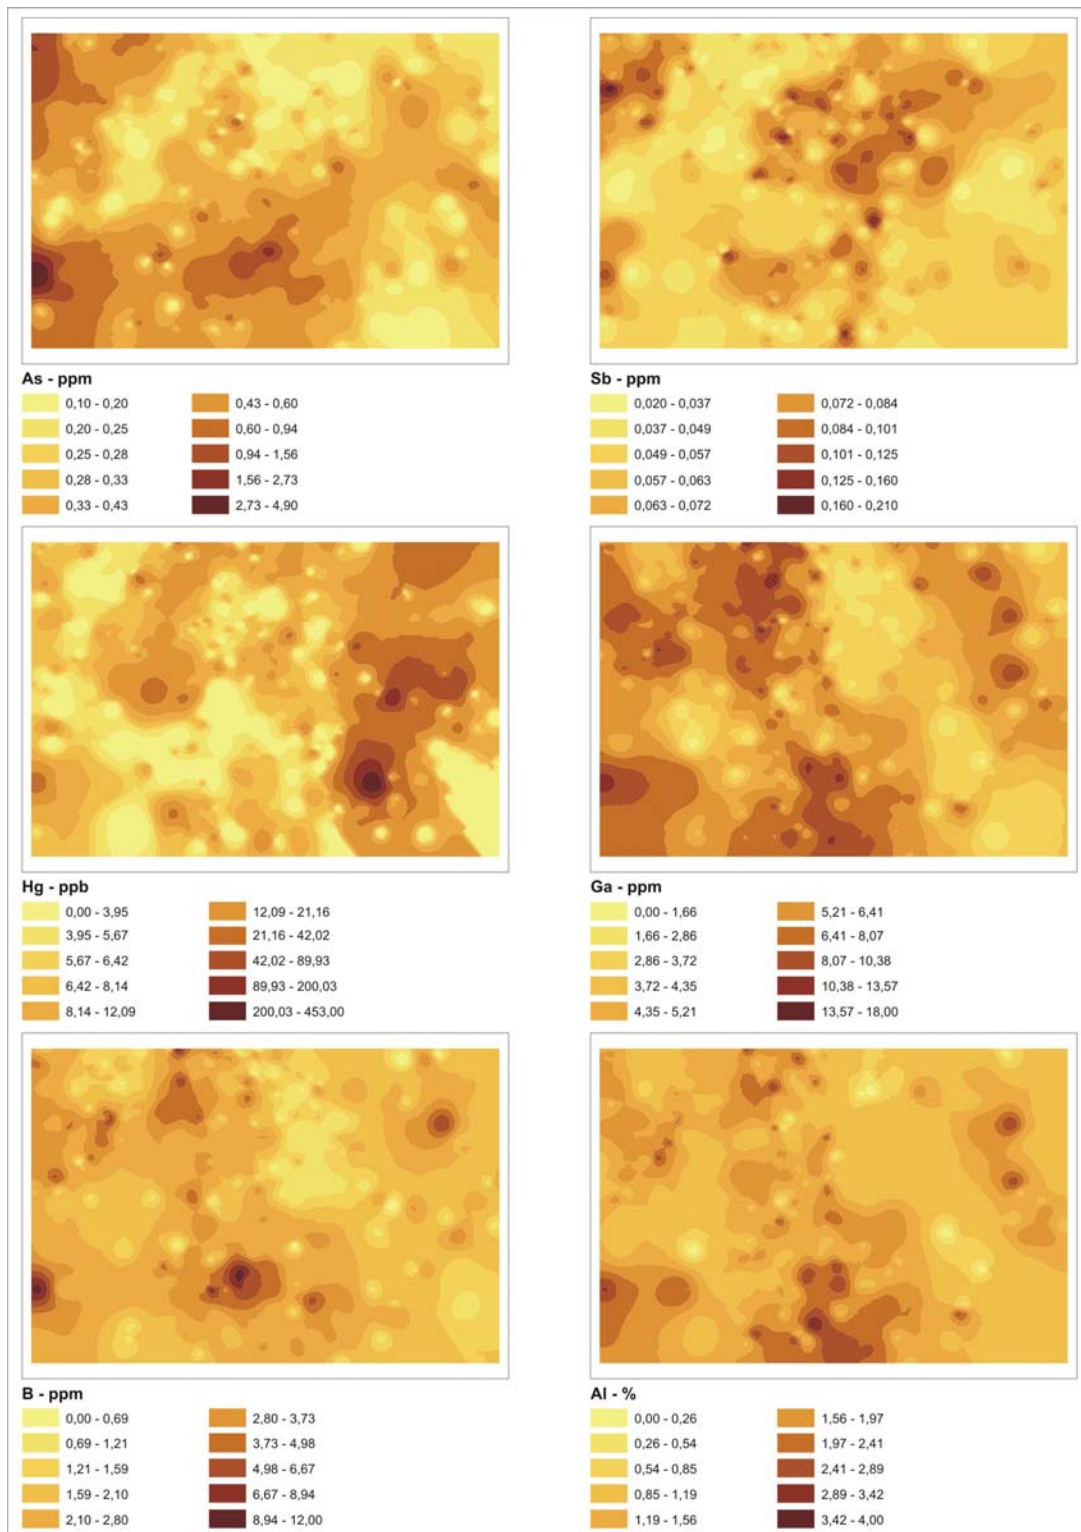 As - ppm
0,10 - 0,20
0,20 - 0,25
0,25 - 0,28
0,28 - 0,33
0,33 - 0,43
0,43 - 0,60
0,60 - 0,94
0,94 - 1,56
1,56 - 2,73
2,73 - 4,90
Sb - ppm
0,020 - 0,037
0,037 - 0,049
0,049 - 0,057
0,057 - 0,063
0,063 - 0,072
0,072 - 0,084
0,084 - 0,101
0,101 - 0,125
0,125 - 0,160
0,160 - 0,210
Hg - ppb
0,00 - 3,95
3,95 - 5,67
5,67 - 6,42
6,42 - 8,14
8,14 - 12,09
12,09 - 21,16
21,16 - 42,02
42,02 - 89,93
89,93 - 200,03
200,03 - 453,00
Ga - ppm
0,00 - 1,66
1,66 - 2,86
2,86 - 3,72
3,72 - 4,35
4,35 - 5,21
5,21 - 6,41
6,41 - 8,07
8,07 - 10,38
10,38 - 13,57
13,57 - 18,00
B - ppm
0,00 - 0,69
0,69 - 1,21
1,21 - 1,59
1,59 - 2,10
2,10 - 2,80
2,80 - 3,73
3,73 - 4,98
4,98 - 6,67
6,67 - 8,94
8,94 - 12,00
Al - %
0,00 - 0,26
0,26 - 0,54
0,54 - 0,85
0,85 - 1,19
1,19 - 1,56
1,56 - 1,97
1,97 - 2,41
2,41 - 2,89
2,89 - 3,42
3,42 - 4,00